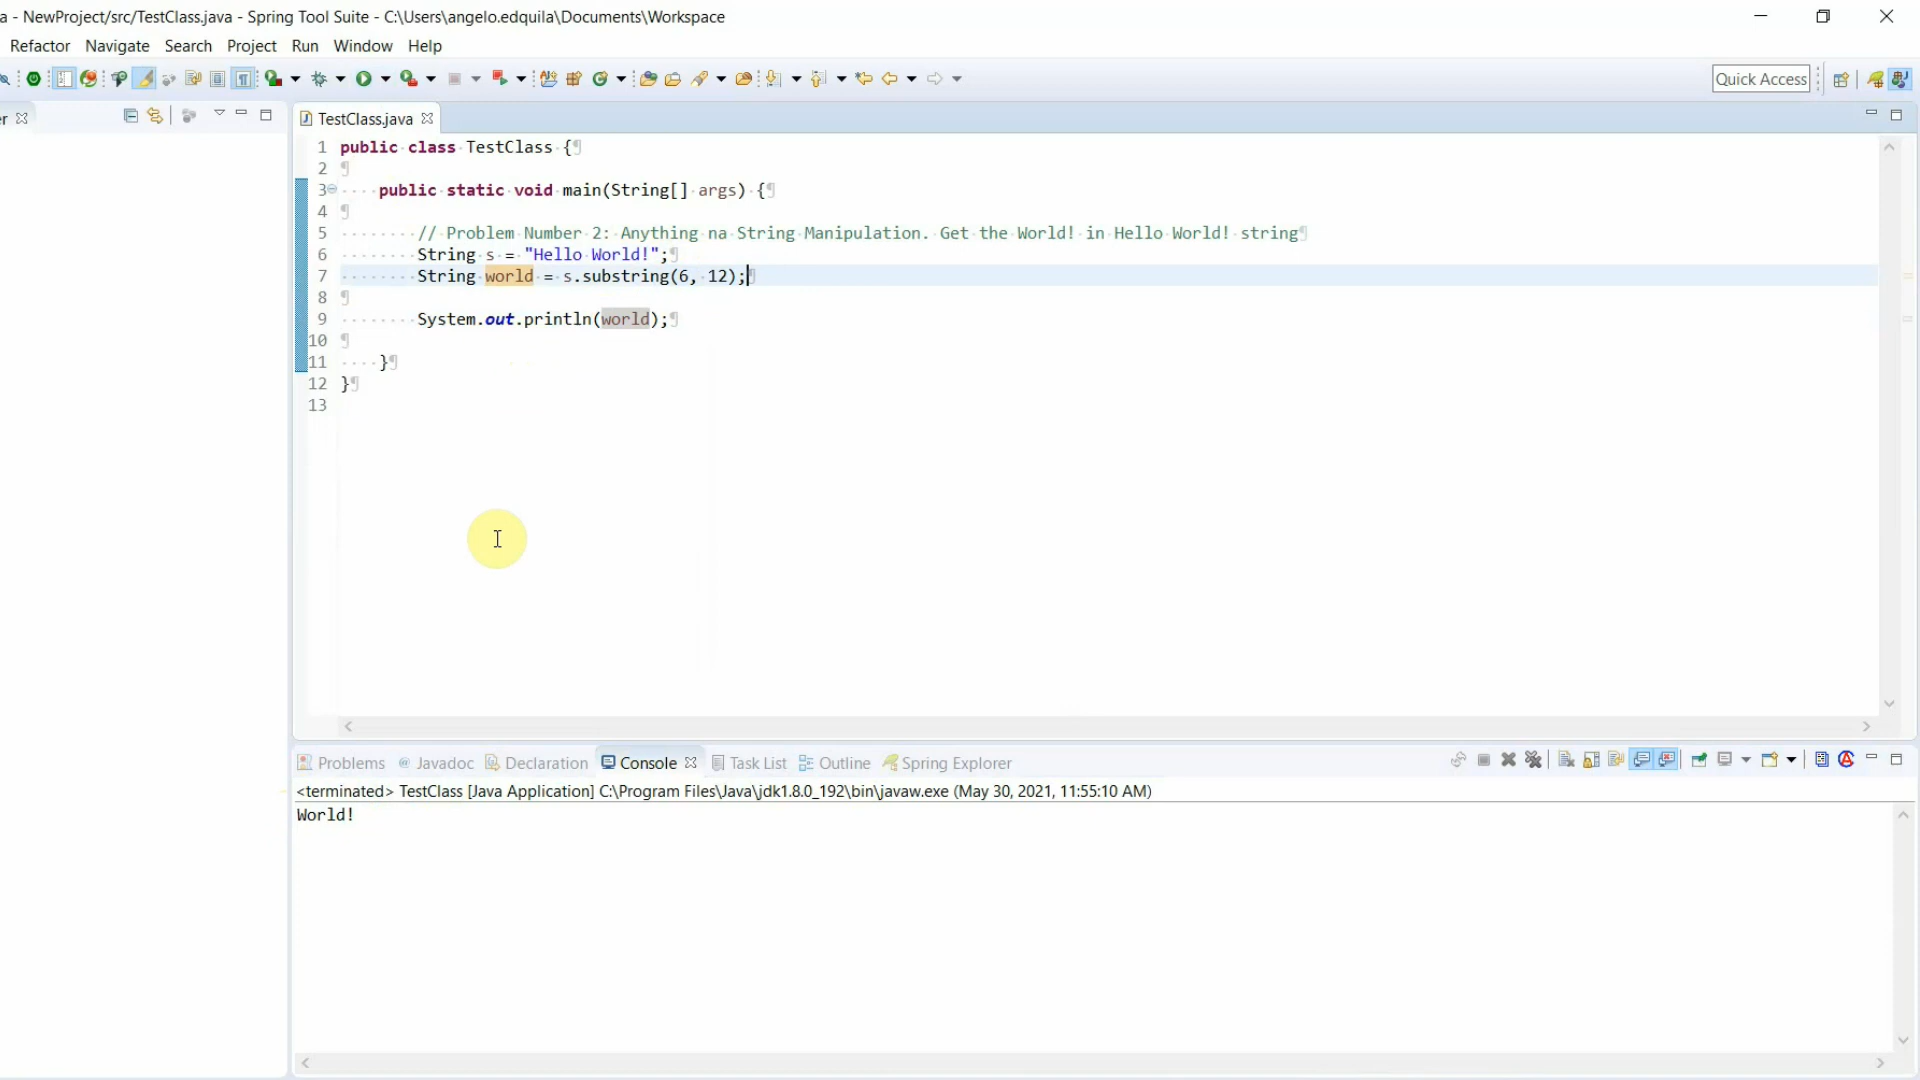 a - NewProject/src/TestClass.java - Spring Tool Suite - C:\Users\angelo.edquila\Documents\Workspace
Refactor Navigate Search Project Run Window Help
Quick Access
er
TestClass.java
1 public class TestClass {
2
3 public static void main(String[] args) {
4
5 // Problem Number 2: Anything na String Manipulation. Get the World! in Hello World! string
6 String s = "Hello World!";
7 String world = s.substring(6, 12);
8
9 System.out.println(world);
10
11 }
12 }
13
Problems Javadoc Declaration Console Task List Outline Spring Explorer
<terminated> TestClass [Java Application] C:\Program Files\Java\jdk1.8.0_192\bin\javaw.exe (May 30, 2021, 11:55:10 AM)
World!